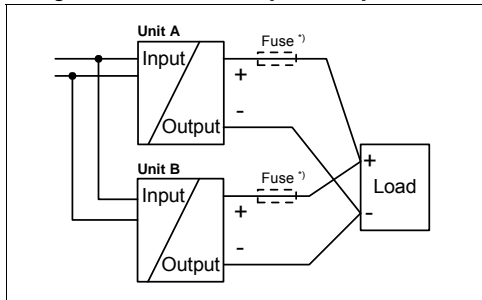 Unit A
Input
Fuse *)
+
-
Output
Unit B
Input
Fuse *)
+
-
Output
+
Load
-